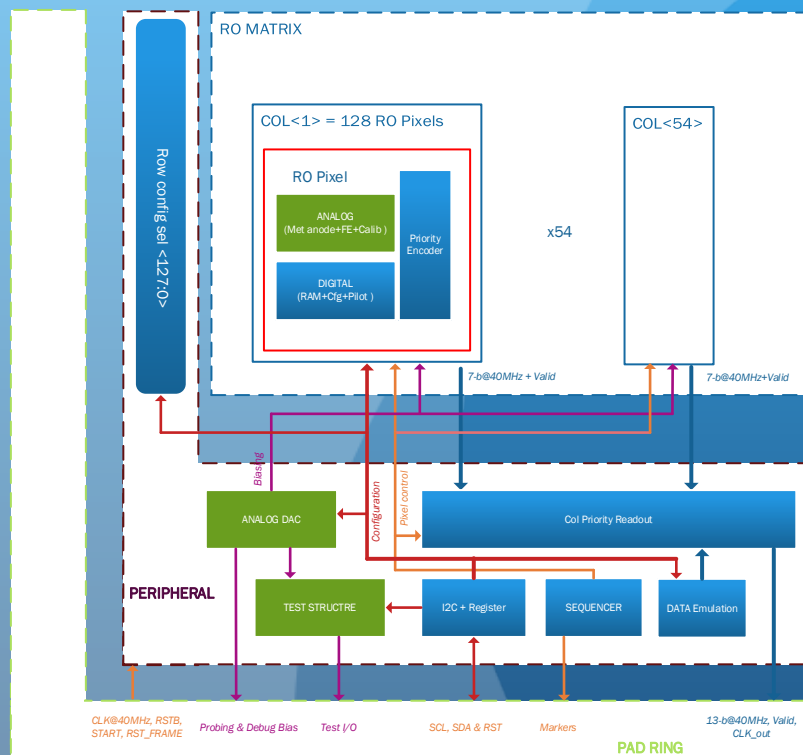 RO MATRIX
Row config sel <127:0>
COL<1> = 128 RO Pixels
COL<54>
RO Pixel
ANALOG
(Met anode+FE+Calib )
Priority
Encoder
DIGITAL
(RAM+Cfg+Pilot )
x54
7-b@40MHz + Valid
7-b@40MHz+Valid
Biasing
Configuration
Pixel control
ANALOG DAC
Col Priority Readout
PERIPHERAL
TEST STRUCTRE
I2C + Register
SEQUENCER
DATA Emulation
CLK@40MHz, RSTB,
START, RST_FRAME
Probing & Debug Bias
Test I/O
SCL, SDA & RST
Markers
13-b@40MHz, Valid,
CLK_out
PAD RING